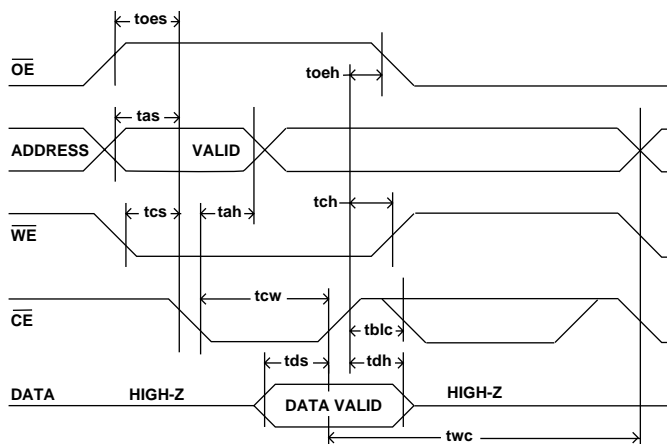 toes
OE
toeh
tas
ADDRESS
VALID
tcs
tah
tch
WE
tcw
CE
tblc
tds
tdh
DATA
HIGH-Z
DATA VALID
HIGH-Z
twc